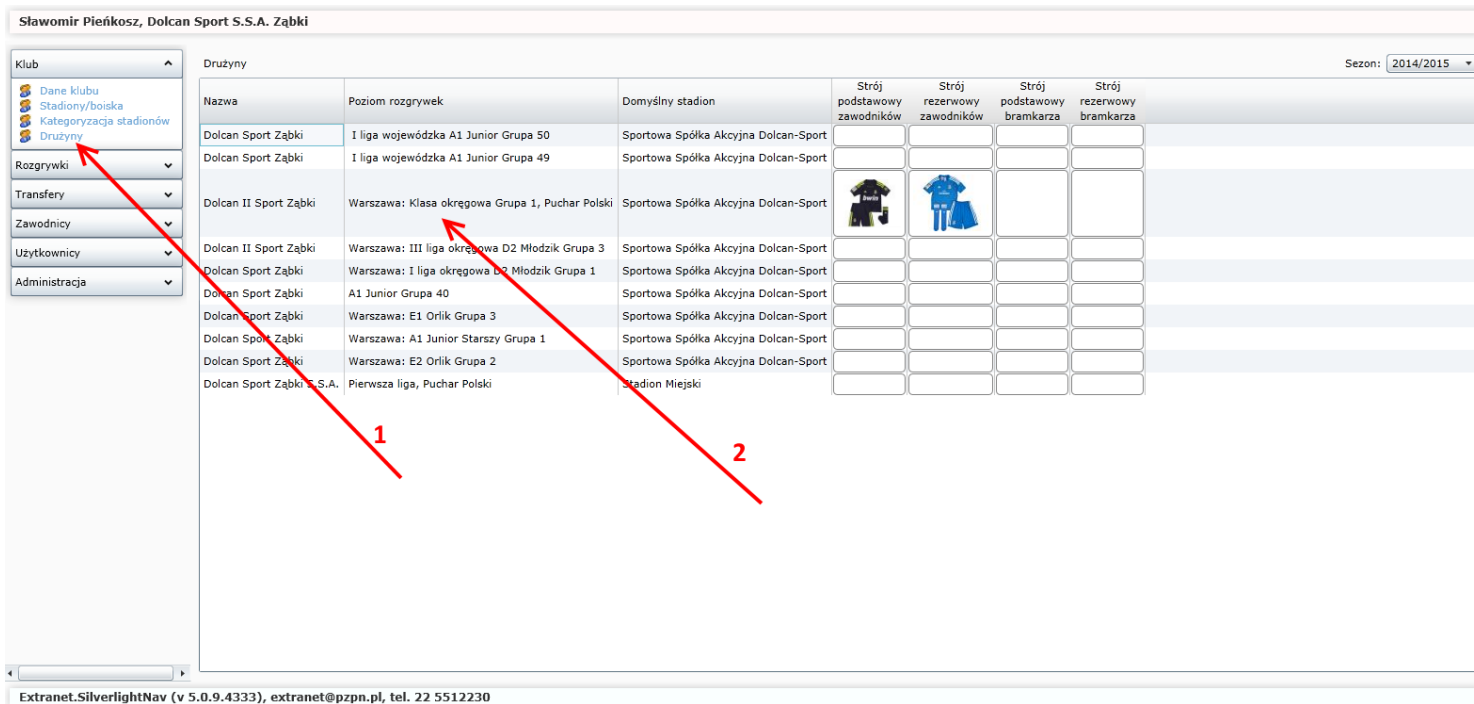 Sławomir Pieńkosz, Dolcan Sport S.S.A. Ząbki
Klub
Dane klubu
Stadiony/boiska
Kategoryzacja stadionów
Drużyny
Rozgrywki
Transfery
Zawodnicy
Użytkownicy
Administracja
Drużyny
Sezon: 2014/2015
Nazwa Poziom rozgrywek Domyślny stadion Strój podstawowy zawodników Strój rezerwowy zawodników Strój podstawowy bramkarza Strój rezerwowy bramkarza
Dolcan Sport Ząbki I liga wojewódzka A1 Junior Grupa 50 Sportowa Spółka Akcyjna Dolcan-Sport
Dolcan Sport Ząbki I liga wojewódzka A1 Junior Grupa 49 Sportowa Spółka Akcyjna Dolcan-Sport
Dolcan II Sport Ząbki Warszawa: Klasa okręgowa Grupa 1, Puchar Polski Sportowa Spółka Akcyjna Dolcan-Sport
bwin
Dolcan II Sport Ząbki Warszawa: III liga okręgowa D2 Młodzik Grupa 3 Sportowa Spółka Akcyjna Dolcan-Sport
Dolcan Sport Ząbki Warszawa: I liga okręgowa D2 Młodzik Grupa 1 Sportowa Spółka Akcyjna Dolcan-Sport
Dolcan Sport Ząbki A1 Junior Grupa 40 Sportowa Spółka Akcyjna Dolcan-Sport
Dolcan Sport Ząbki Warszawa: E1 Orlik Grupa 3 Sportowa Spółka Akcyjna Dolcan-Sport
Dolcan Sport Ząbki Warszawa: A1 Junior Starszy Grupa 1 Sportowa Spółka Akcyjna Dolcan-Sport
Dolcan Sport Ząbki Warszawa: E2 Orlik Grupa 2 Sportowa Spółka Akcyjna Dolcan-Sport
Dolcan Sport Ząbki S.S.A. Pierwsza liga, Puchar Polski Stadion Miejski
1
2
Extranet.SilverlightNav (v 5.0.9.4333), extranet@pzpn.pl, tel. 22 5512230